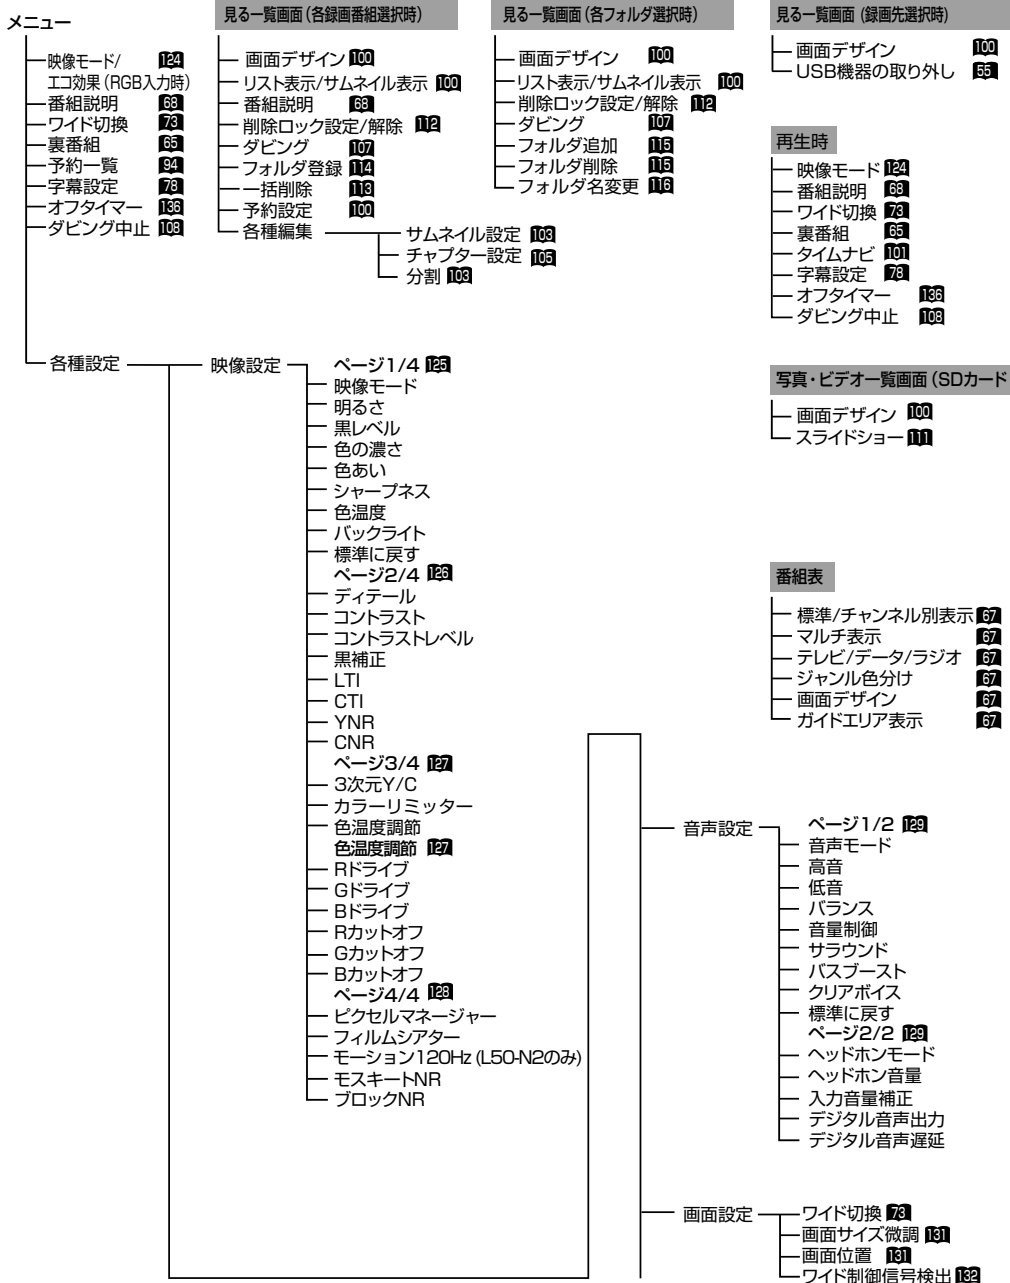 メニュー
映像モード/ 124
エコ効果（RGB入力時）
番組説明 68
ワイド切換 73
裏番組 65
予約一覧 94
字幕設定 78
オフタイマー 136
ダビング中止 108
見る一覧画面（各録画番組選択時）
画面デザイン 100
リスト表示/サムネイル表示 100
番組説明 68
削除ロック設定/解除 112
ダビング 107
フォルダ登録 114
一括削除 113
予約設定 100
各種編集
サムネイル設定 103
チャプター設定 105
分割 103
見る一覧画面（各フォルダ選択時）
画面デザイン 100
リスト表示/サムネイル表示 100
削除ロック設定/解除 112
ダビング 107
フォルダ追加 115
フォルダ削除 115
フォルダ名変更 116
見る一覧画面（録画先選択時）
画面デザイン 100
USB機器の取り外し 55
再生時
映像モード 124
番組説明 68
ワイド切換 73
裏番組 65
タイムナビ 101
字幕設定 78
オフタイマー 136
ダビング中止 108
写真・ビデオ一覧画面（SDカード
画面デザイン 100
スライドショー 111
番組表
標準/チャンネル別表示 67
マルチ表示 67
テレビ/データ/ラジオ 67
ジャンル色分け 67
画面デザイン 67
ガイドエリア表示 67
各種設定
映像設定
ページ1/4 125
映像モード
明るさ
黒レベル
色の濃さ
色あい
シャープネス
色温度
バックライト
標準に戻す
ページ2/4 126
ディテール
コントラスト
コントラストレベル
黒補正
LTI
CTI
YNR
CNR
ページ3/4 127
3次元Y/C
カラーリミッター
色温度調節
色温度調節 127
Rドライブ
Gドライブ
Bドライブ
Rカットオフ
Gカットオフ
Bカットオフ
ページ4/4 128
ピクセルマネージャー
フィルムシアター
モーション120Hz (L50-N2のみ)
モスキートNR
ブロックNR
音声設定
ページ1/2 129
音声モード
高音
低音
バランス
音量制御
サラウンド
バスブースト
クリアボイス
標準に戻す
ページ2/2 129
ヘッドホンモード
ヘッドホン音量
入力音量補正
デジタル音声出力
デジタル音声遅延
画面設定
ワイド切換 73
画面サイズ微調 131
画面位置 131
ワイド制御信号検出 132